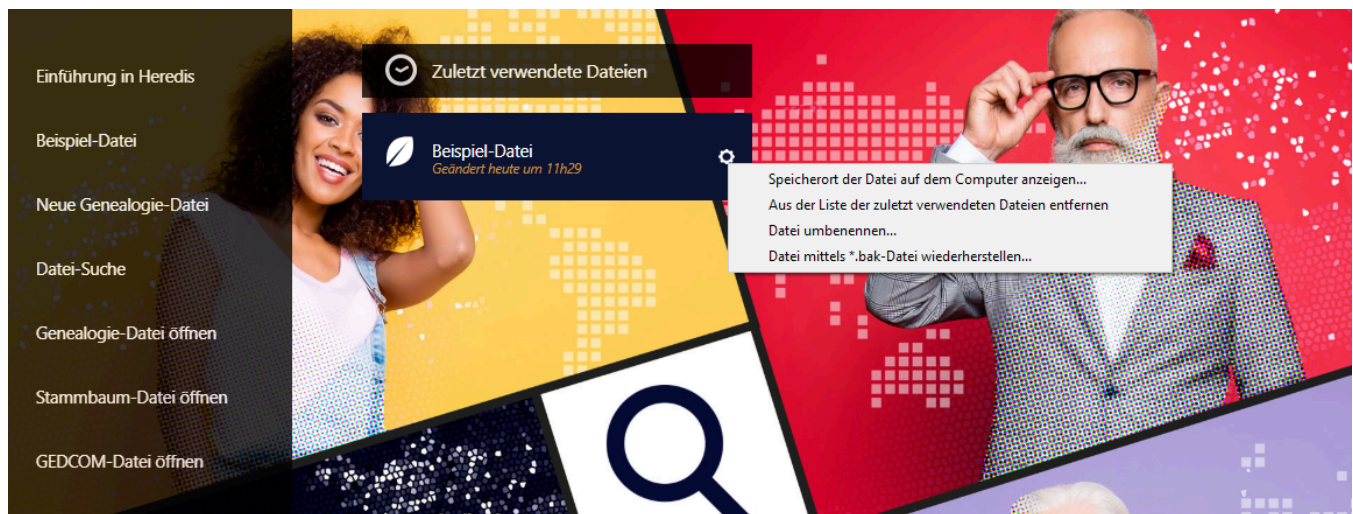 Einführung in Heredis
Beispiel-Datei
Neue Genealogie-Datei
Datei-Suche
Genealogie-Datei öffnen
Stammbaum-Datei öffnen
GEDCOM-Datei öffnen
Zuletzt verwendete Dateien
Beispiel-Datei
Geändert heute um 11h29
Speicherort der Datei auf dem Computer anzeigen...
Aus der Liste der zuletzt verwendeten Dateien entfernen
Datei umbenennen...
Datei mittels *.bak-Datei wiederherstellen...